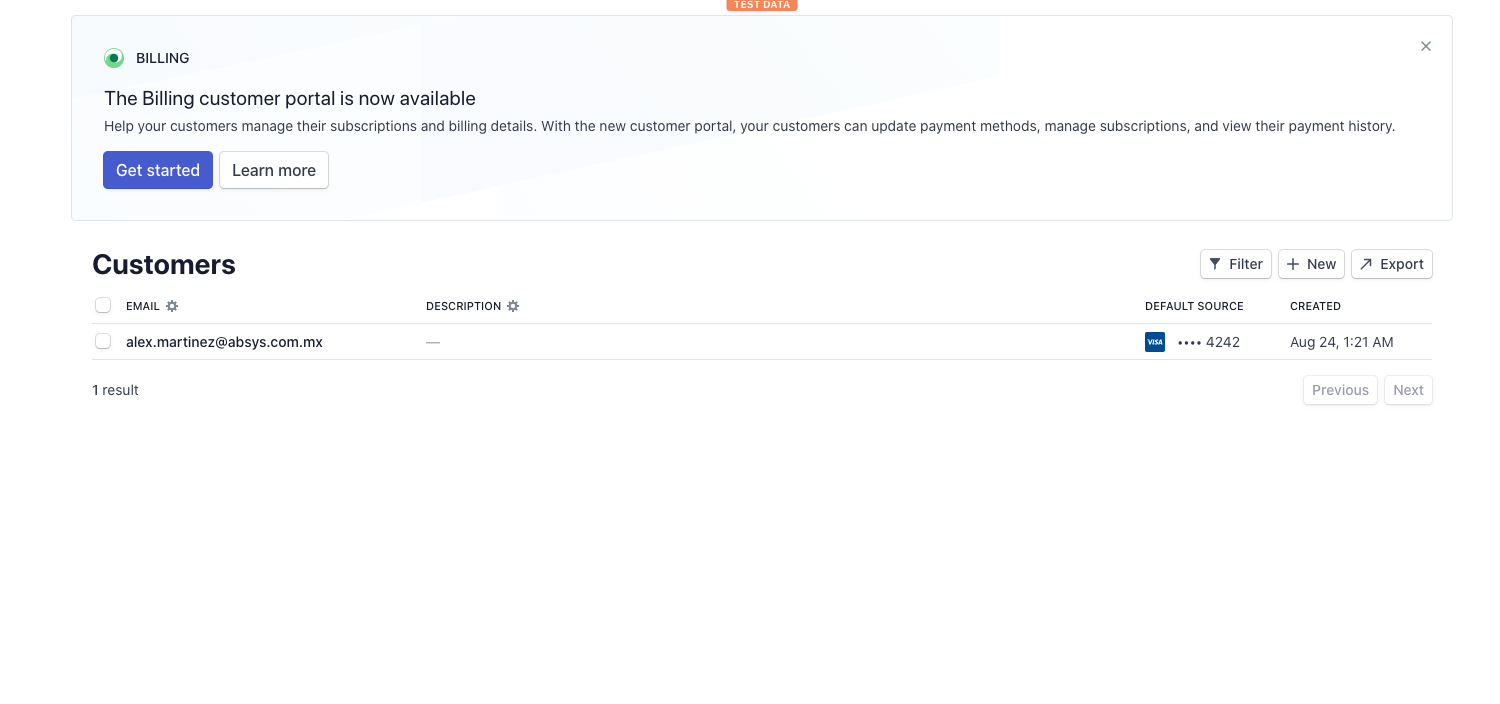 TEST DATA
BILLING
The Billing customer portal is now available
Help your customers manage their subscriptions and billing details. With the new customer portal, your customers can update payment methods, manage subscriptions, and view their payment history.
Get started Learn more
Customers Filter New Export
EMAIL DESCRIPTION DEFAULT SOURCE CREATED
alex.martinez@absys.com.mx — VISA •••• 4242 Aug 24, 1:21 AM
1 result Previous Next